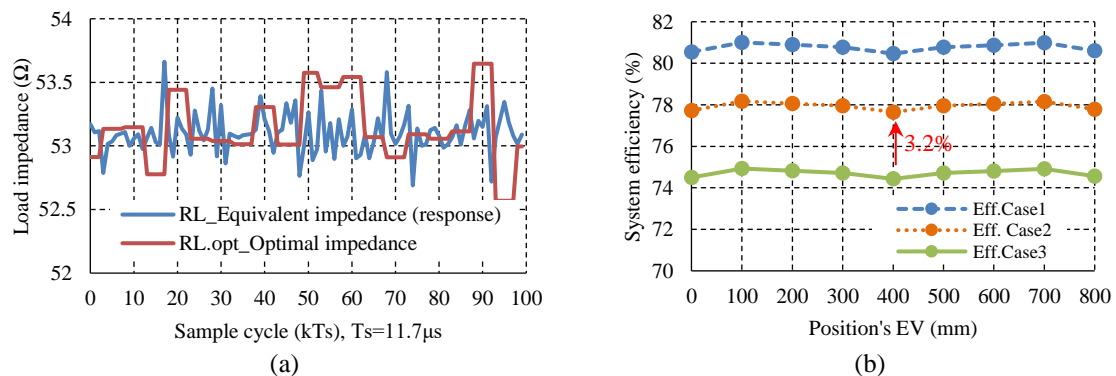 54
53.5
53
52.5
52
Load impedance (Ω)
RL_Equivalent impedance (response)
RL.opt_Optimal impedance
0 10 20 30 40 50 60 70 80 90 100
Sample cycle (kTs), Ts=11.7μs
(a)
82
80
78
76
74
72
70
System efficiency (%)
3.2%
Eff.Case1
Eff. Case2
Eff.Case3
0 100 200 300 400 500 600 700 800
Position's EV (mm)
(b)